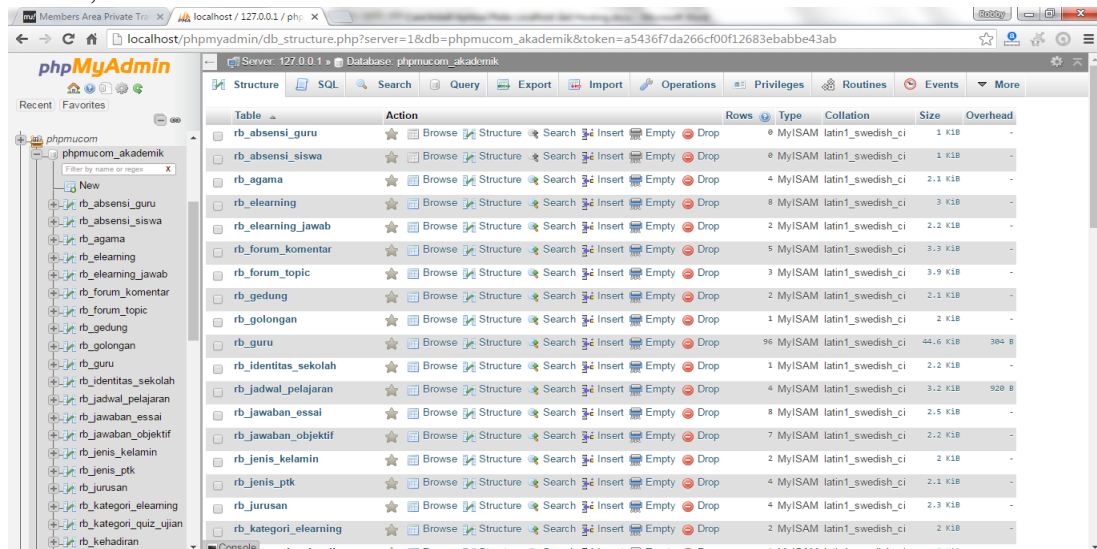 Members Area Private Tra
localhost / 127.0.0.1 / php
Bobby
localhost/phpmyadmin/db_structure.php?server=1&db=phpmucom_akademik&token=a5436f7da266cf00f12683ebabbe43ab
phpMyAdmin
Recent Favorites
phpmucom
phpmucom_akademik
Filter by name or regex X
New
rb_absensi_guru
rb_absensi_siswa
rb_agama
rb_elearning
rb_elearning_jawab
rb_forum_komentar
rb_forum_topic
rb_gedung
rb_golongan
rb_guru
rb_identitas_sekolah
rb_jadwal_pelajaran
rb_jawaban_essai
rb_jawaban_objektif
rb_jenis_kelamin
rb_jenis_ptk
rb_jurusan
rb_kategori_elearning
rb_kategori_quiz_ujian
rb_kehadiran
Server: 127.0.0.1 » Database: phpmucom_akademik
Structure SQL Search Query Export Import Operations Privileges Routines Events More
Table Action Rows Type Collation Size Overhead
rb_absensi_guru Browse Structure Search Insert Empty Drop 0 MyISAM latin1_swedish_ci 1 KiB -
rb_absensi_siswa Browse Structure Search Insert Empty Drop 0 MyISAM latin1_swedish_ci 1 KiB -
rb_agama Browse Structure Search Insert Empty Drop 4 MyISAM latin1_swedish_ci 2.1 KiB -
rb_elearning Browse Structure Search Insert Empty Drop 8 MyISAM latin1_swedish_ci 3 KiB -
rb_elearning_jawab Browse Structure Search Insert Empty Drop 2 MyISAM latin1_swedish_ci 2.2 KiB -
rb_forum_komentar Browse Structure Search Insert Empty Drop 5 MyISAM latin1_swedish_ci 3.3 KiB -
rb_forum_topic Browse Structure Search Insert Empty Drop 3 MyISAM latin1_swedish_ci 3.9 KiB -
rb_gedung Browse Structure Search Insert Empty Drop 2 MyISAM latin1_swedish_ci 2.1 KiB -
rb_golongan Browse Structure Search Insert Empty Drop 1 MyISAM latin1_swedish_ci 2 KiB -
rb_guru Browse Structure Search Insert Empty Drop 96 MyISAM latin1_swedish_ci 44.6 KiB 304 B
rb_identitas_sekolah Browse Structure Search Insert Empty Drop 1 MyISAM latin1_swedish_ci 2.2 KiB -
rb_jadwal_pelajaran Browse Structure Search Insert Empty Drop 4 MyISAM latin1_swedish_ci 3.2 KiB 920 B
rb_jawaban_essai Browse Structure Search Insert Empty Drop 8 MyISAM latin1_swedish_ci 2.5 KiB -
rb_jawaban_objektif Browse Structure Search Insert Empty Drop 7 MyISAM latin1_swedish_ci 2.2 KiB -
rb_jenis_kelamin Browse Structure Search Insert Empty Drop 2 MyISAM latin1_swedish_ci 2 KiB -
rb_jenis_ptk Browse Structure Search Insert Empty Drop 4 MyISAM latin1_swedish_ci 2.1 KiB -
rb_jurusan Browse Structure Search Insert Empty Drop 4 MyISAM latin1_swedish_ci 2.3 KiB -
rb_kategori_elearning Browse Structure Search Insert Empty Drop 2 MyISAM latin1_swedish_ci 2 KiB -
Console